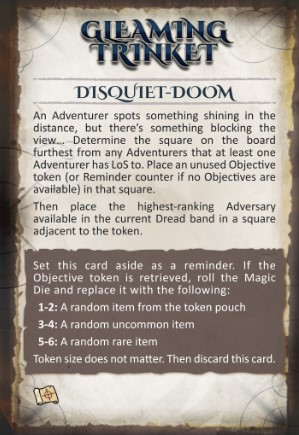 GLEAMING
TRINKET
DISQUIET-DOOM
An Adventurer spots something shining in the
distance, but there's something blocking the
view... Determine the square on the board
furthest from any Adventurers that at least one
Adventurer has LoS to. Place an unused Objective
token (or Reminder counter if no Objectives are
available) in that square.
Then place the highest-ranking Adversary
available in the current Dread band in a square
adjacent to the token.
Set this card aside as a reminder. If the
Objective token is retrieved, roll the Magic
Die and replace it with the following:
1-2: A random item from the token pouch
3-4: A random uncommon item
5-6: A random rare item
Token size does not matter. Then discard this card.